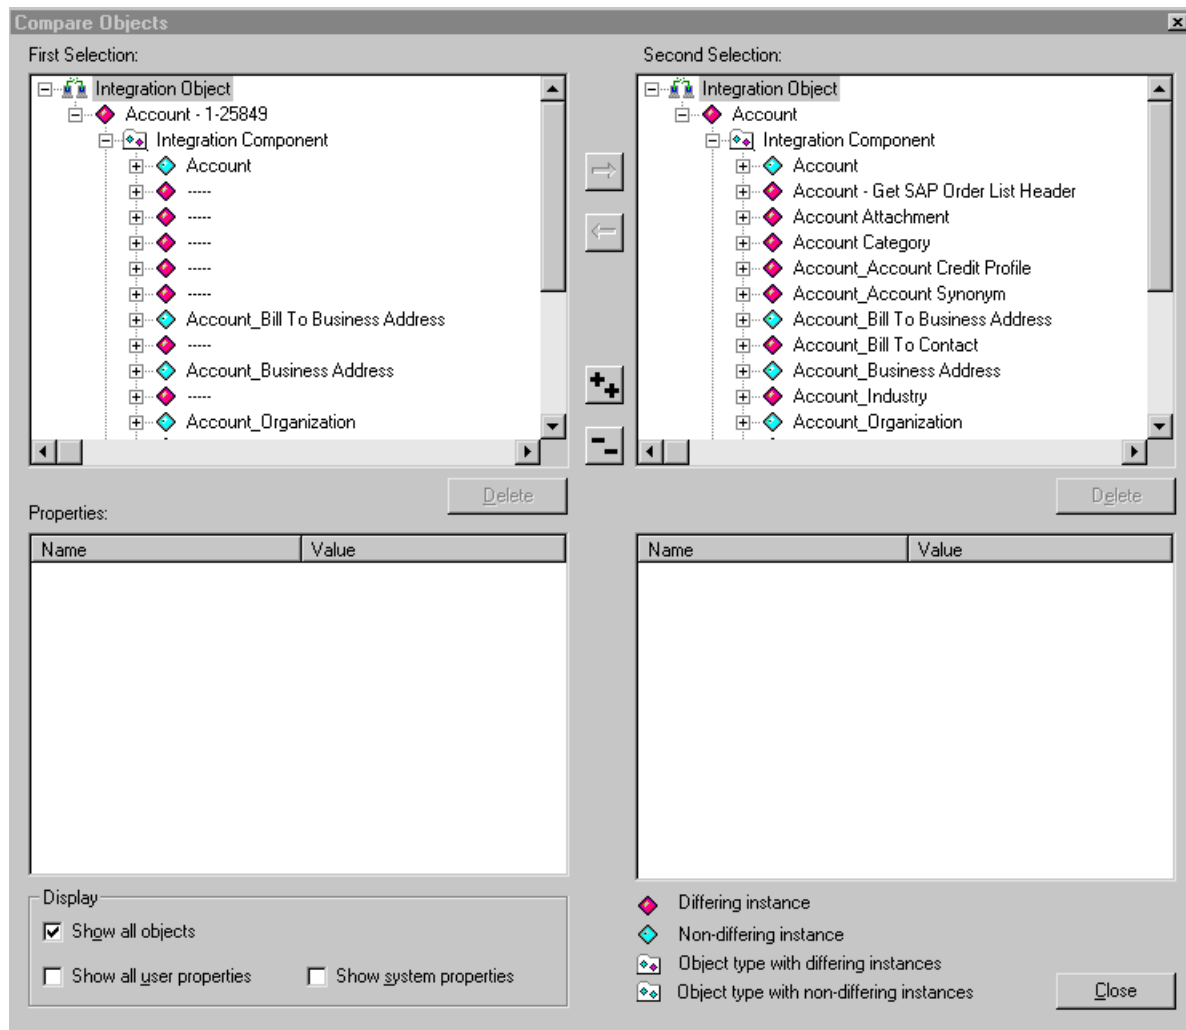 Compare Objects
First Selection:
Integration Object
Account - 1-25849
Integration Component
Account
-----
-----
-----
-----
-----
Account_Bill To Business Address
-----
Account_Business Address
-----
Account_Organization
Second Selection:
Integration Object
Account
Integration Component
Account
Account - Get SAP Order List Header
Account Attachment
Account Category
Account_Account Credit Profile
Account_Account Synonym
Account_Bill To Business Address
Account_Bill To Contact
Account_Business Address
Account_Industry
Account_Organization
Delete
Delete
Properties:
Name Value
Name Value
Display
Show all objects
Show all user properties
Show system properties
Differing instance
Non-differing instance
Object type with differing instances
Object type with non-differing instances
Close